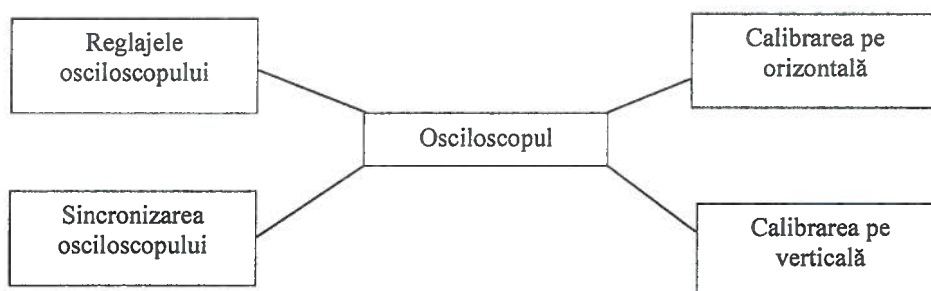 Reglajele
osciloscopului
Calibrarea pe
orizontală
Osciloscopul
Sincronizarea
osciloscopului
Calibrarea pe
verticală